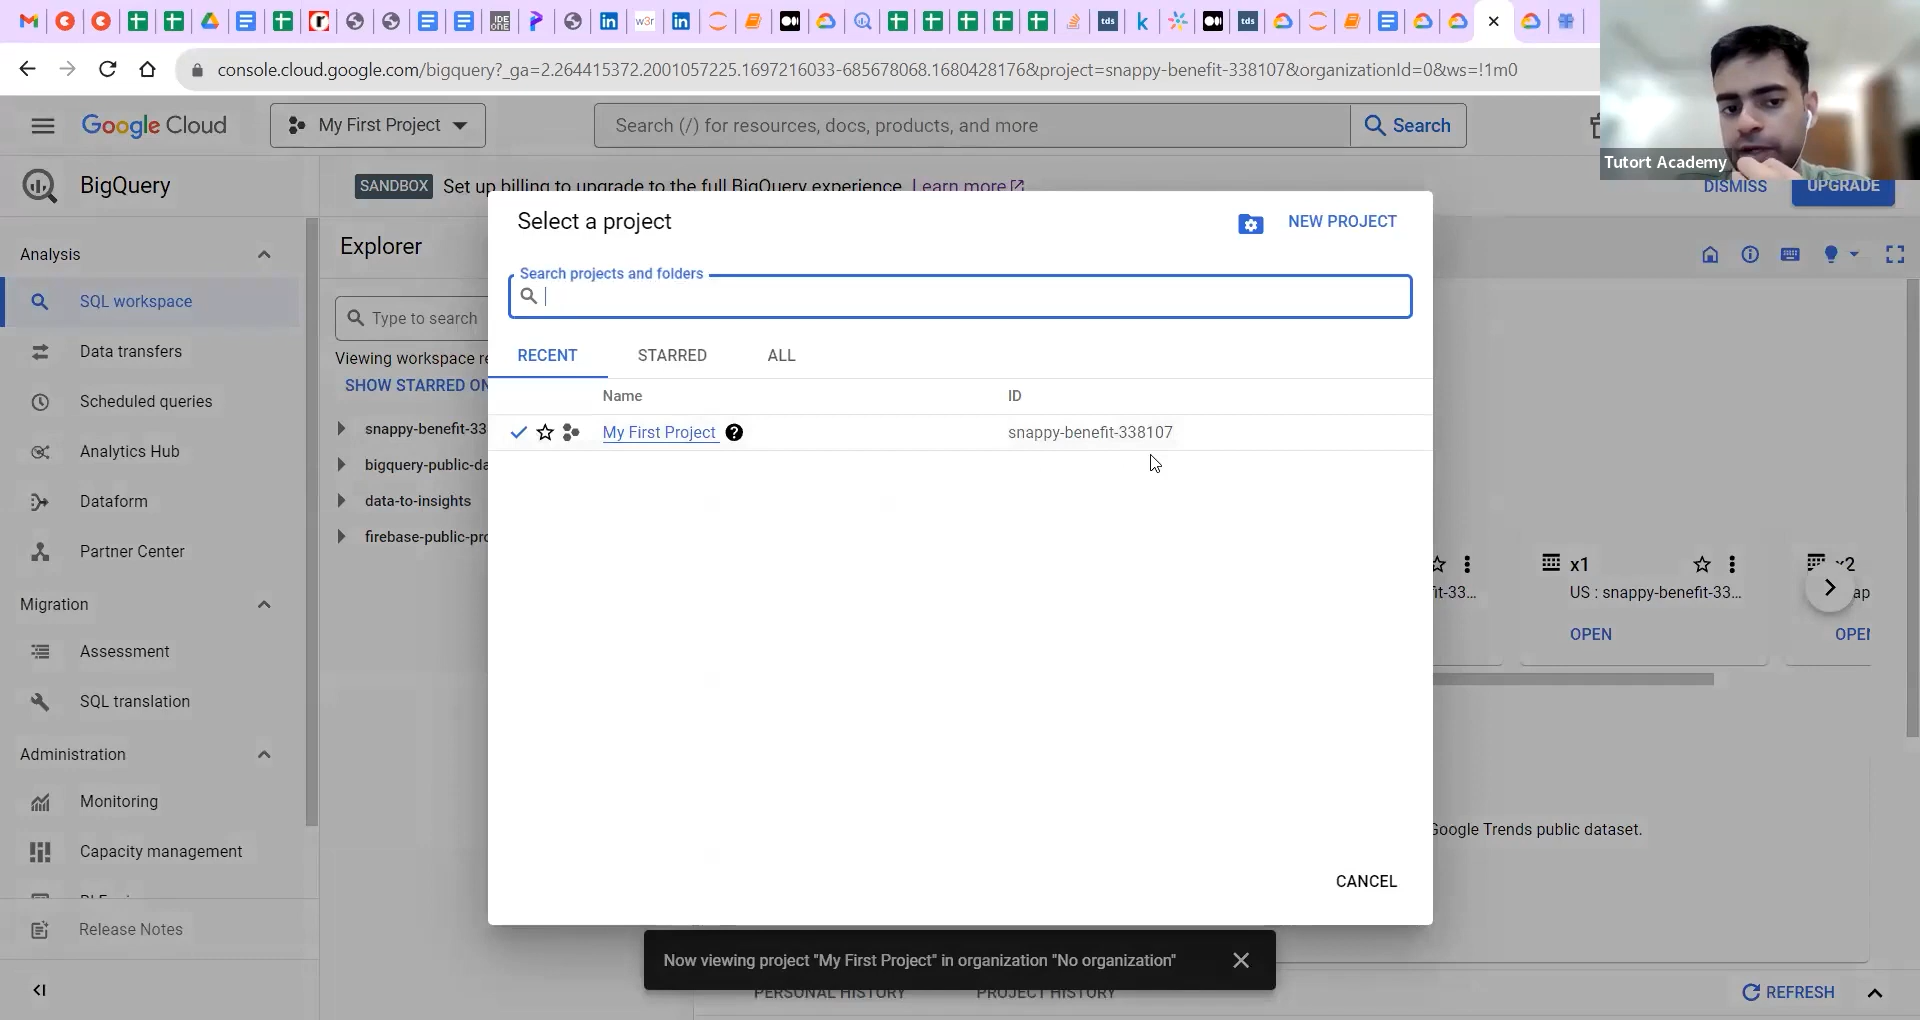 console.cloud.google.com/bigquery?_ga=2.264415372.2001057225.1697216033-685678068.1680428176&project=snappy-benefit-338107&organizationId=0&ws=!1m0
Google Cloud
My First Project
Search (/) for resources, docs, products, and more
Search
Tutort Academy
BigQuery
SANDBOX Set up billing to upgrade to the full BigQuery experience. Learn more
DISMISS
UPGRADE
Select a project
NEW PROJECT
Analysis
Explorer
Search projects and folders
SQL workspace
Type to search
Data transfers
Viewing workspace re
RECENT
STARRED
ALL
SHOW STARRED ON
Scheduled queries
Name
ID
snappy-benefit-33
My First Project
snappy-benefit-338107
Analytics Hub
bigquery-public-da
Dataform
data-to-insights
firebase-public-pro
Partner Center
x1
x2
Migration
it-33...
US : snappy-benefit-33...
ap
OPEN
OPEN
Assessment
SQL translation
Administration
Monitoring
Google Trends public dataset.
Capacity management
CANCEL
Release Notes
Now viewing project "My First Project" in organization "No organization"
PERSONAL HISTORY
PROJECT HISTORY
REFRESH